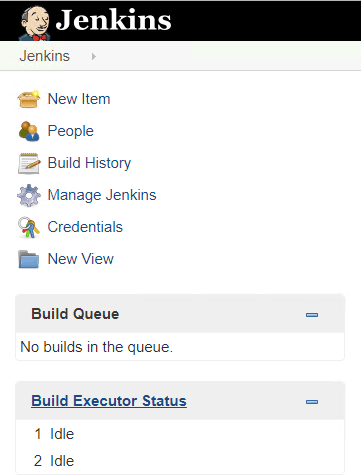 Jenkins
Jenkins
New Item
People
Build History
Manage Jenkins
Credentials
New View
Build Queue
No builds in the queue.
Build Executor Status
1 Idle
2 Idle